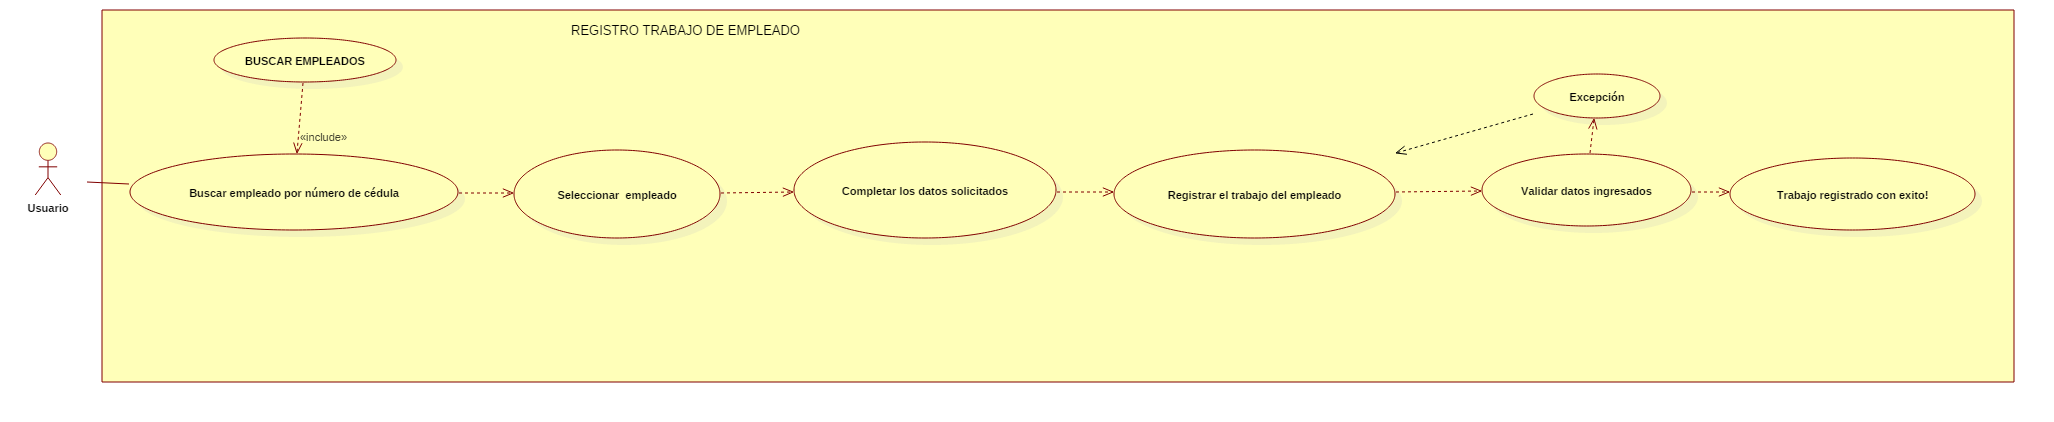 REGISTRO TRABAJO DE EMPLEADO
BUSCAR EMPLEADOS
Excepción
«include»
Buscar empleado por número de cédula
Seleccionar  empleado
Completar los datos solicitados
Registrar el trabajo del empleado
Validar datos ingresados
Trabajo registrado con exito!
Usuario